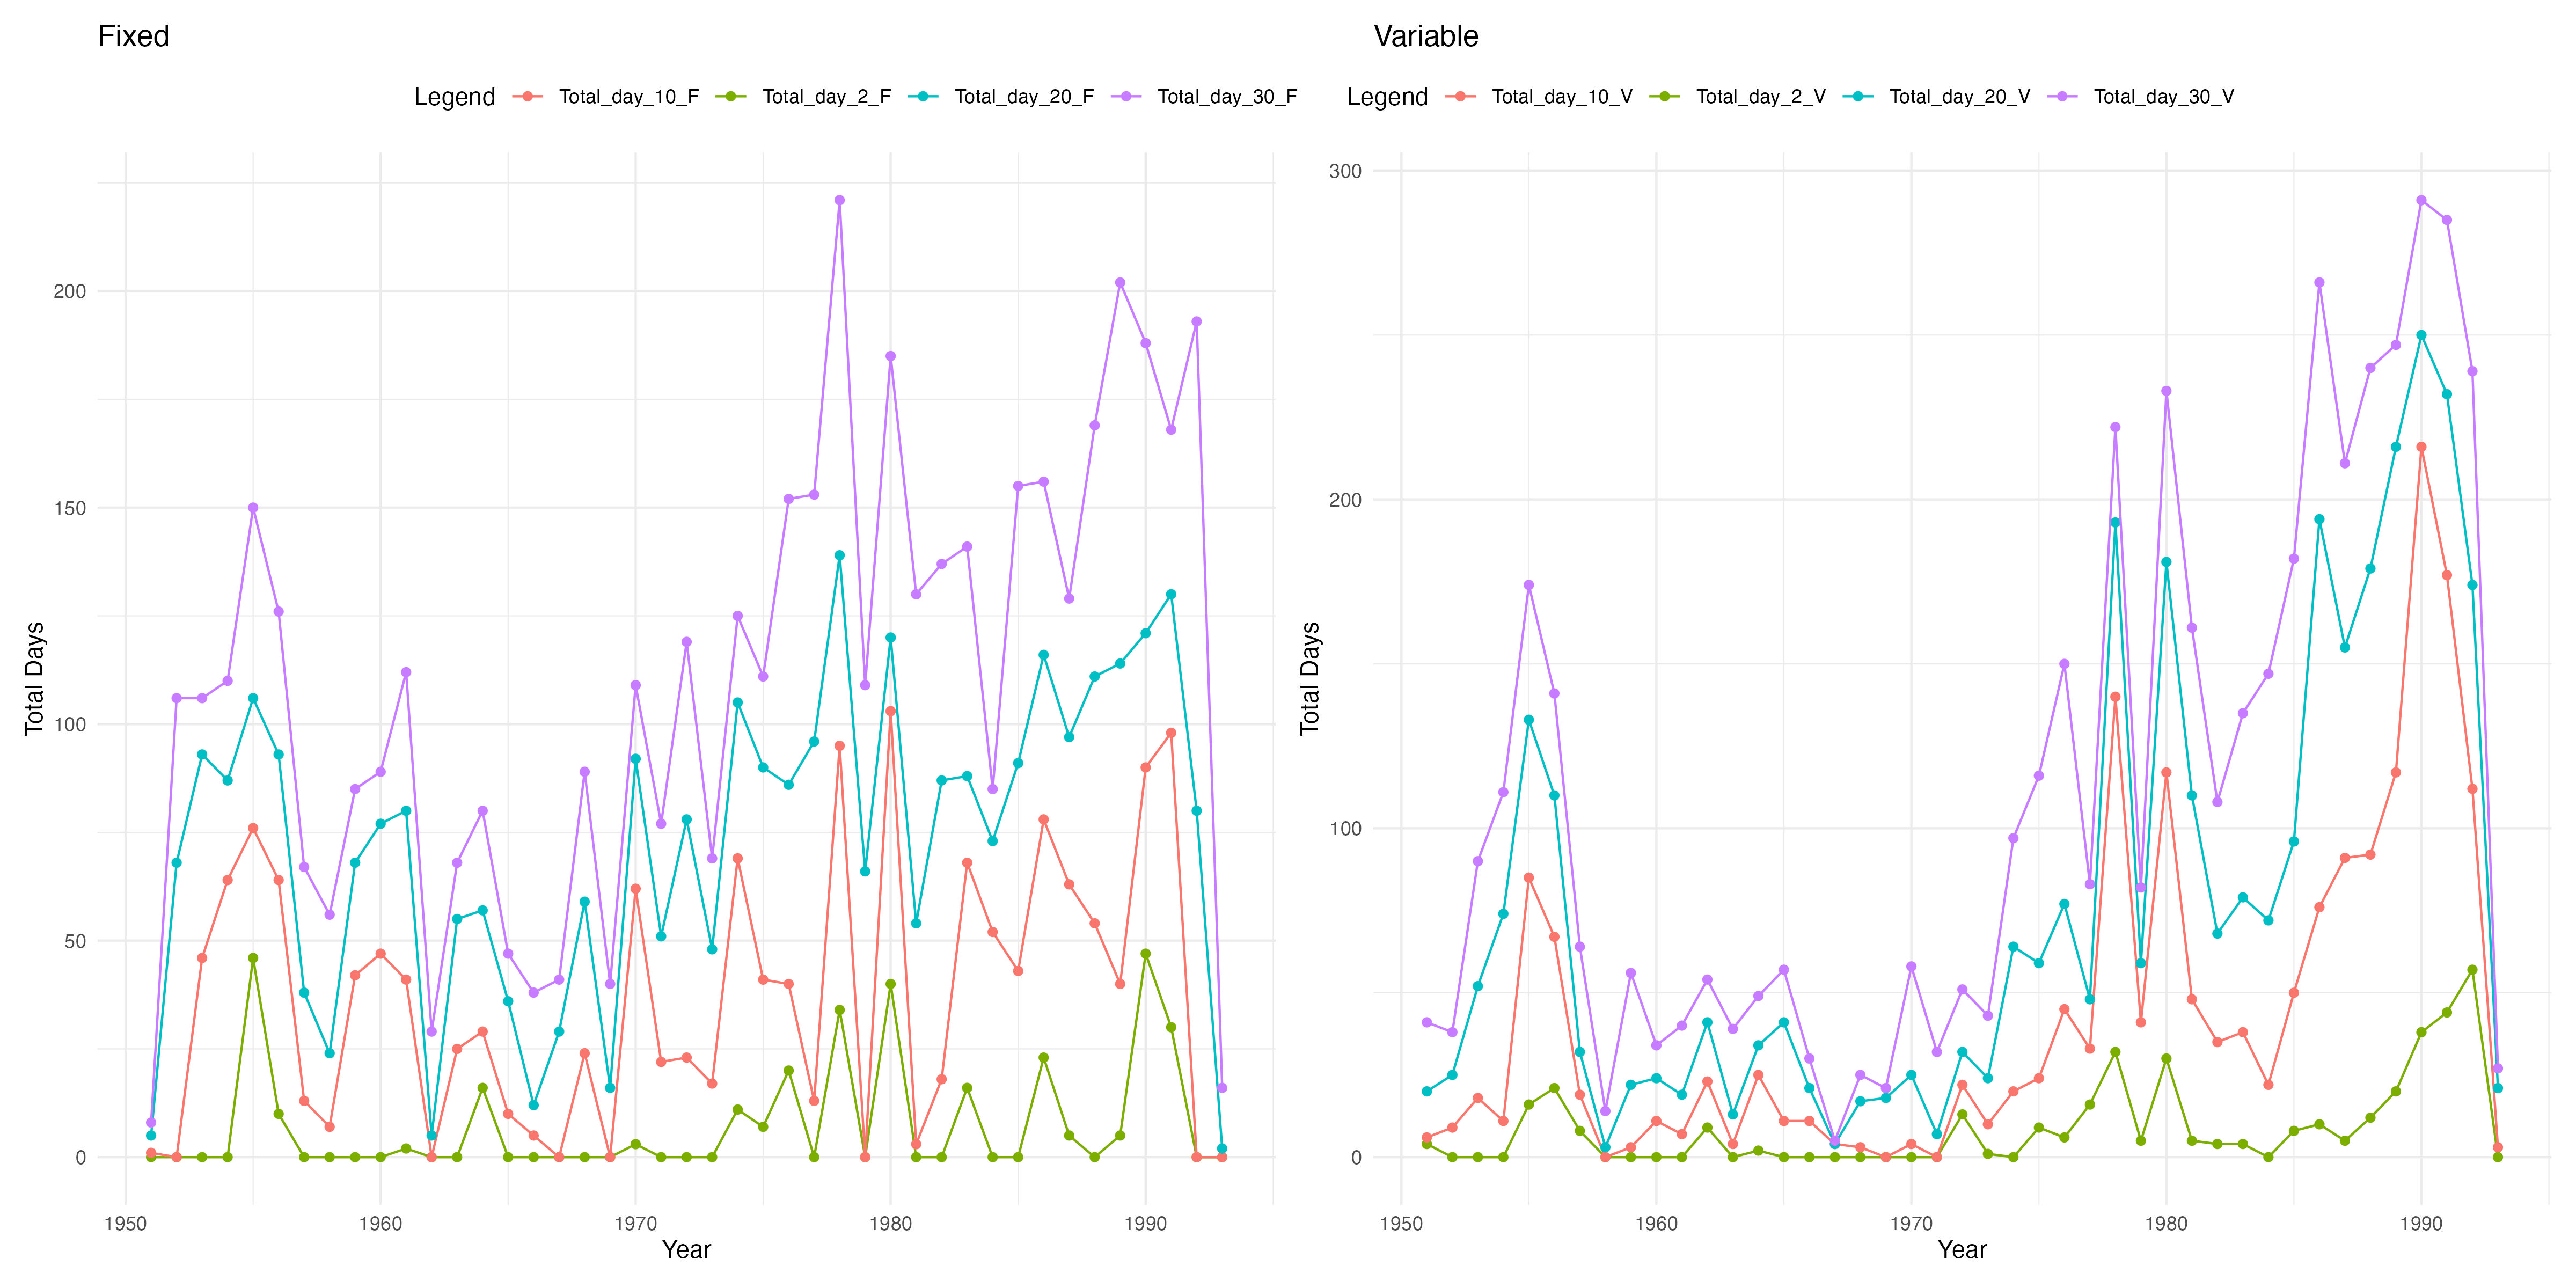 Fixed
Legend Total_day_10_F Total_day_2_F Total_day_20_F Total_day_30_F
200
150
100
50
0
Total Days
1950 1960 1970 1980 1990
Year
Variable
Legend Total_day_10_V Total_day_2_V Total_day_20_V Total_day_30_V
300
200
100
0
Total Days
1950 1960 1970 1980 1990
Year